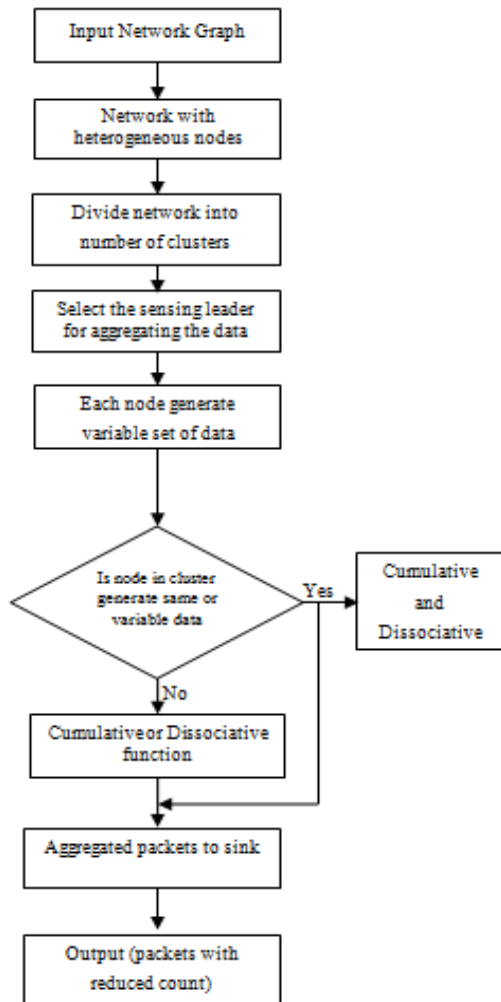 Input Network Graph
Network with
heterogeneous nodes
Divide network into
number of clusters
Select the sensing leader
for aggregating the data
Each node generate
variable set of data
Is node in cluster
generate same or
variable data
Yes
Cumulative
and
Dissociative
No
Cumulative or Dissociative
function
Aggregated packets to sink
Output (packets with
reduced count)